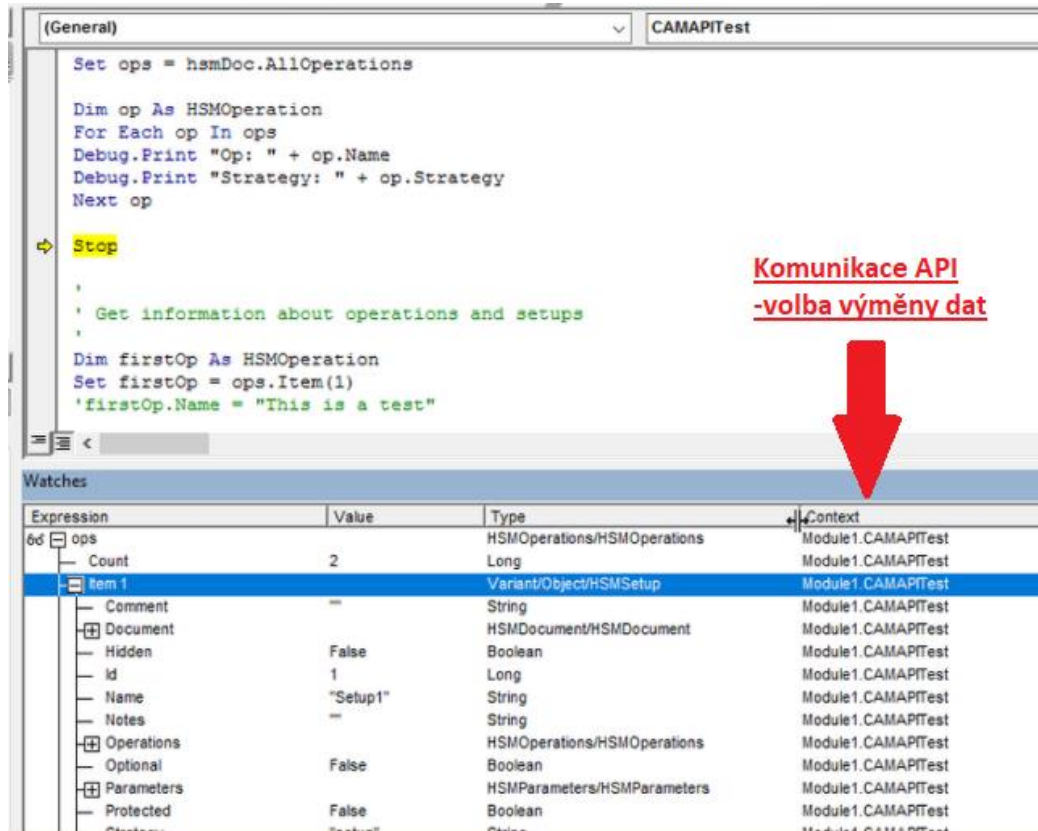 (General) CAMAPITest
Set ops = hsmDoc.AllOperations
Dim op As HSMOperation
For Each op In ops
Debug.Print "Op: " + op.Name
Debug.Print "Strategy: " + op.Strategy
Next op
Stop
'
' Get information about operations and setups
'
Dim firstOp As HSMOperation
Set firstOp = ops.Item(1)
'firstOp.Name = "This is a test"
Komunikace API
-volba výměny dat
Watches
Expression Value Type Context
ops HSMOperations/HSMOperations Module1.CAMAPITest
Count 2 Long Module1.CAMAPITest
Item 1 Variant/Object/HSMSetup Module1.CAMAPITest
Comment "" String Module1.CAMAPITest
Document HSMDocument/HSMDocument Module1.CAMAPITest
Hidden False Boolean Module1.CAMAPITest
Id 1 Long Module1.CAMAPITest
Name "Setup1" String Module1.CAMAPITest
Notes "" String Module1.CAMAPITest
Operations HSMOperations/HSMOperations Module1.CAMAPITest
Optional False Boolean Module1.CAMAPITest
Parameters HSMParameters/HSMParameters Module1.CAMAPITest
Protected False Boolean Module1.CAMAPITest